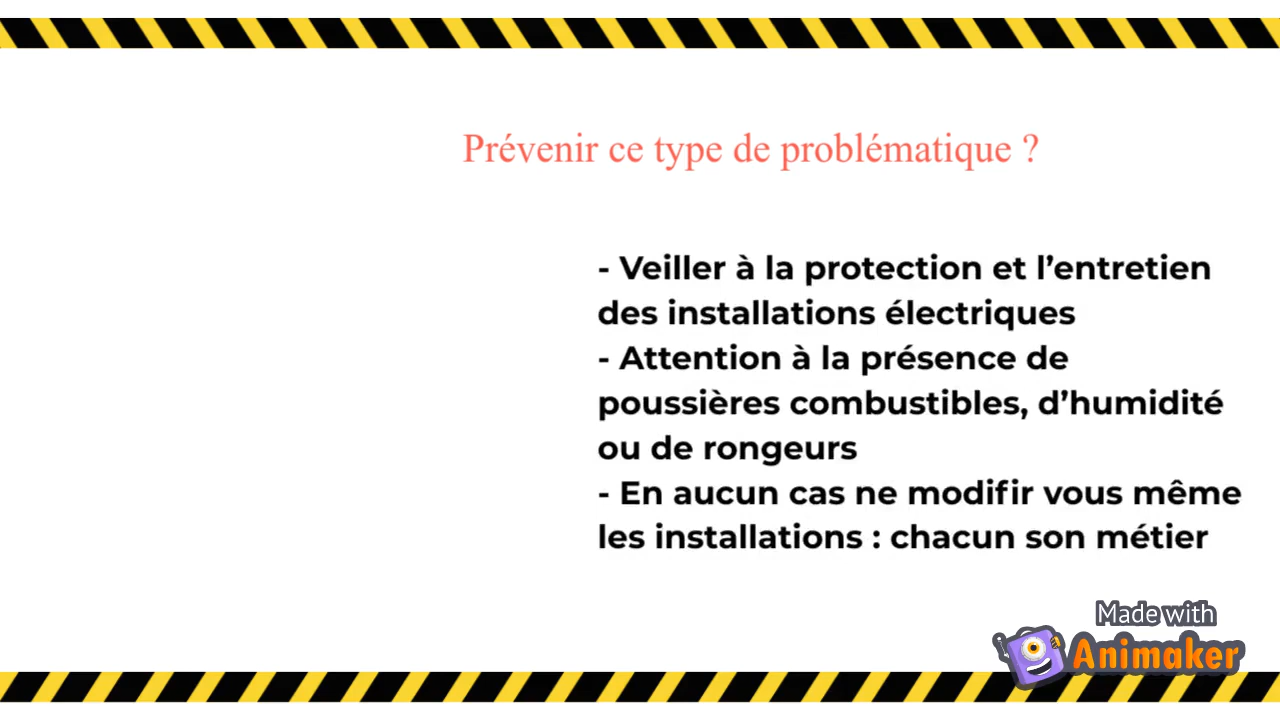 Prévenir ce type de problématique ?
- Veiller à la protection et l’entretien
des installations électriques
- Attention à la présence de
poussières combustibles, d’humidité
ou de rongeurs
- En aucun cas ne modifir vous même
les installations : chacun son métier
Made with
Animaker